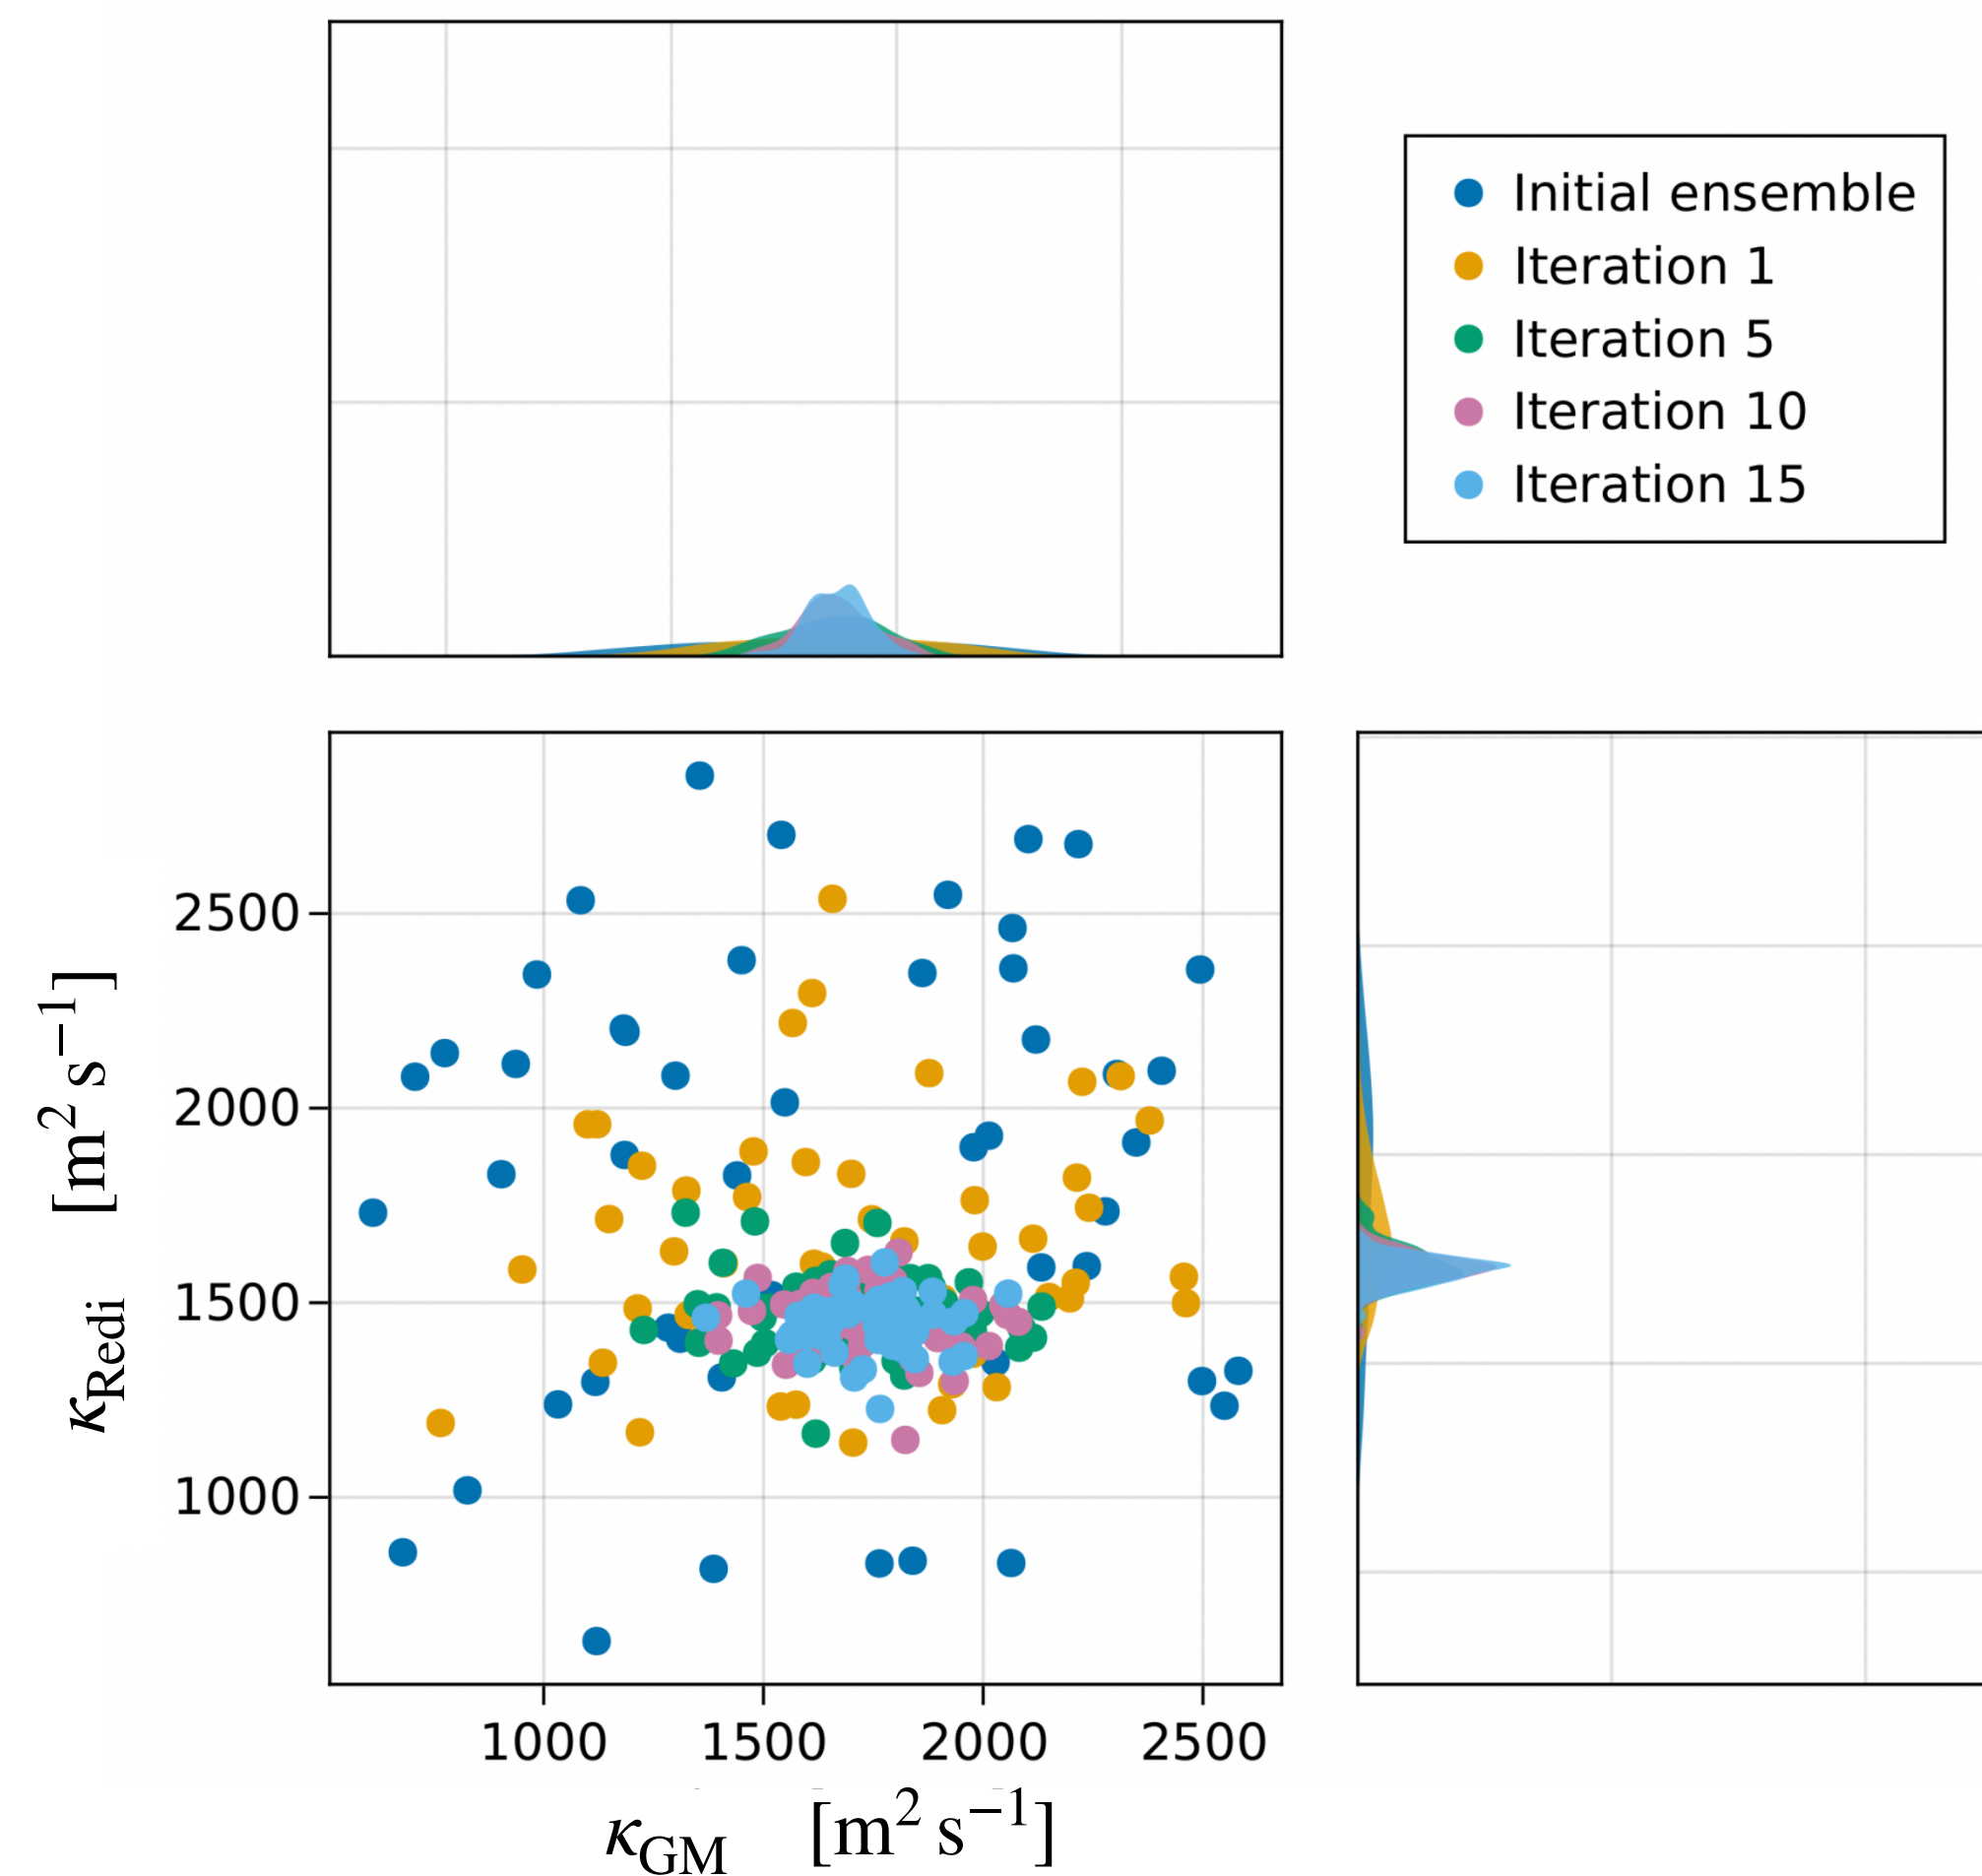 Initial ensemble
Iteration 1
Iteration 5
Iteration 10
Iteration 15
2500
2000
1500
1000
κRedi [m² s⁻¹]
1000 1500 2000 2500
κGM [m² s⁻¹]